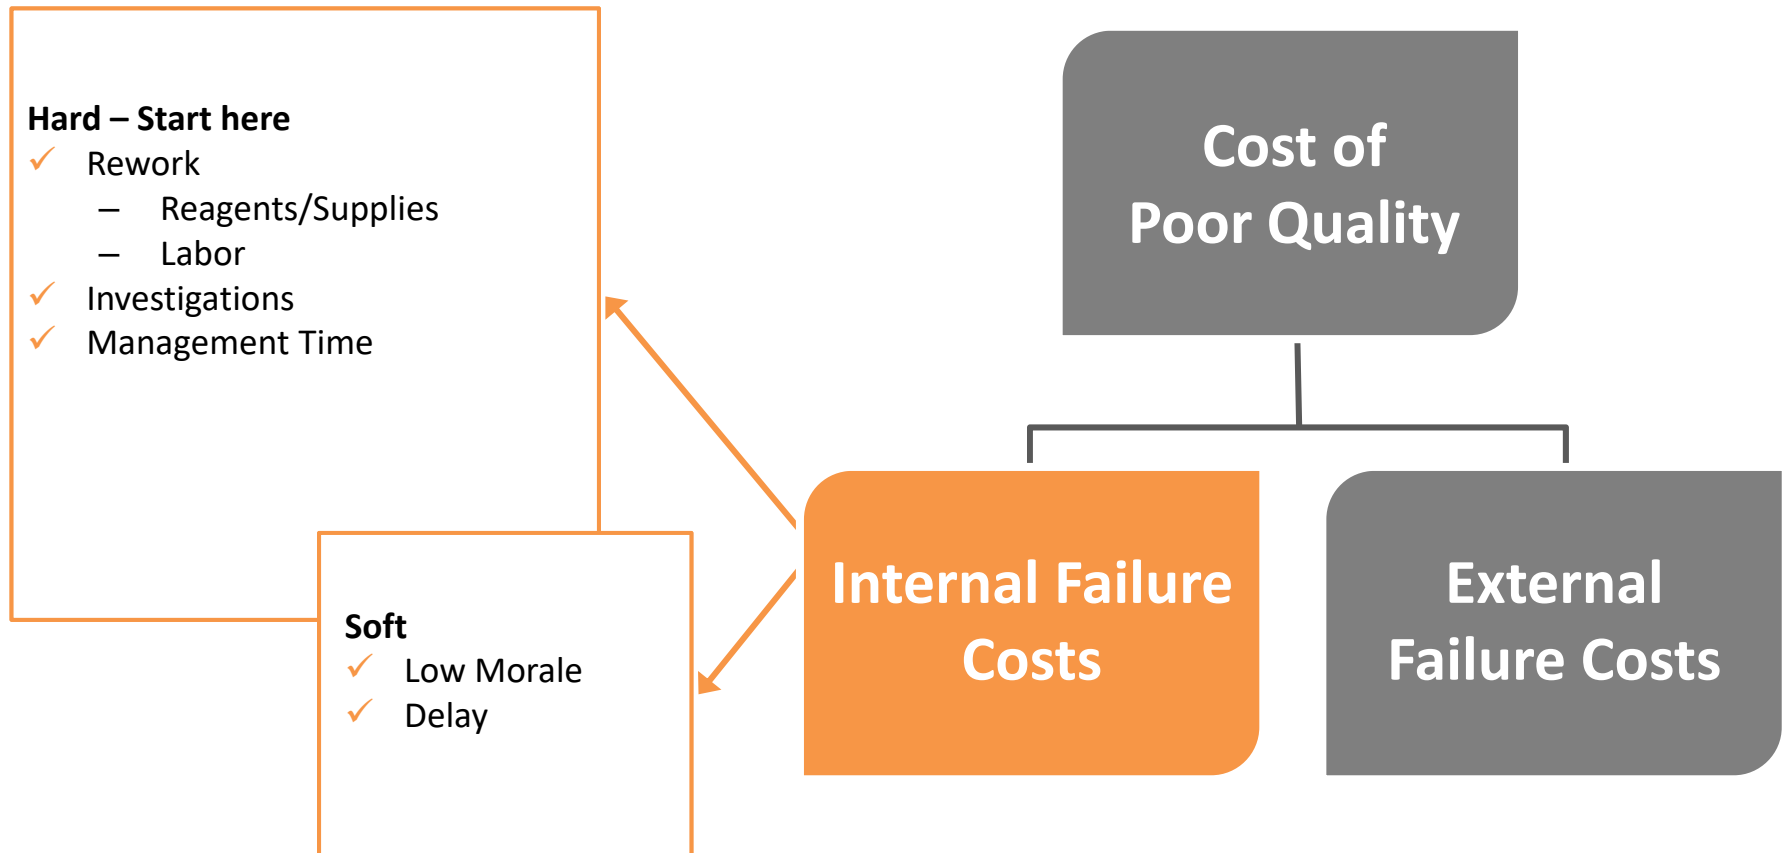 Hard – Start here
✓ Rework
– Reagents/Supplies
– Labor
✓ Investigations
✓ Management Time
Soft
✓ Low Morale
✓ Delay
Cost of
Poor Quality
Internal Failure
Costs
External
Failure Costs